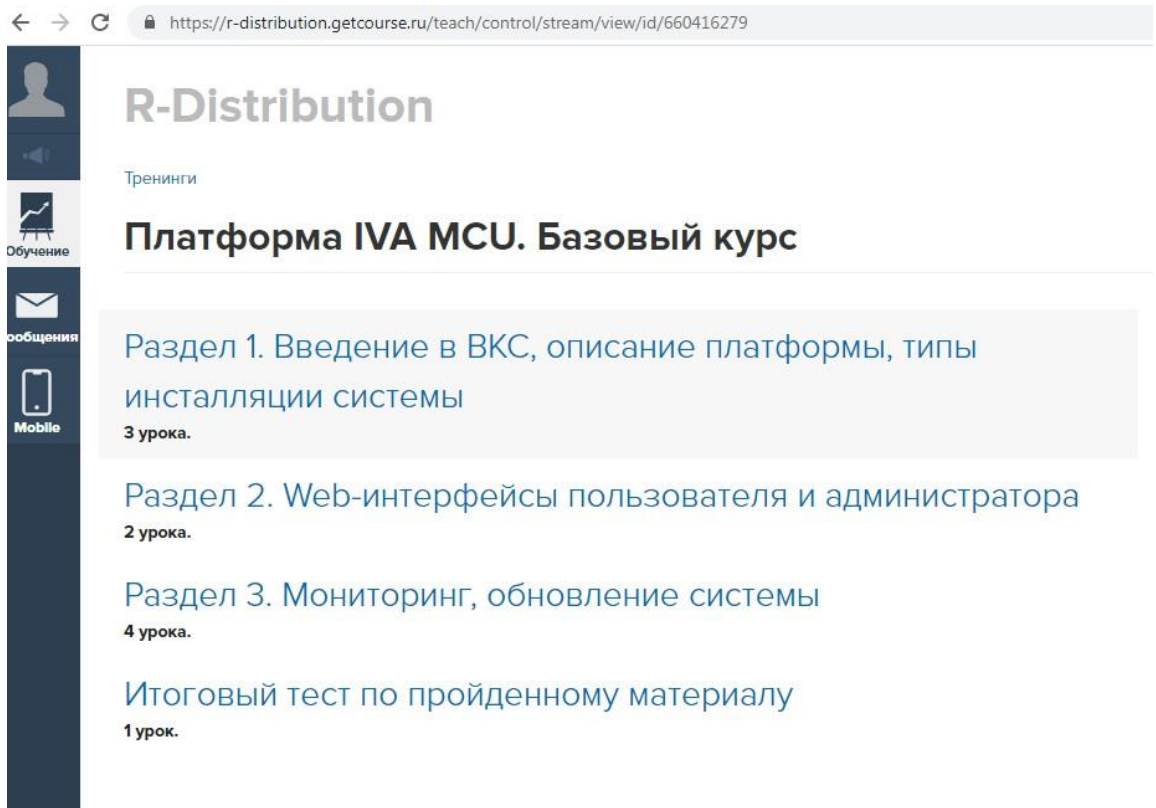 https://r-distribution.getcourse.ru/teach/control/stream/view/id/660416279
R-Distribution
Тренинги
Обучение
Платформа IVA MCU. Базовый курс
ообщения
Раздел 1. Введение в ВКС, описание платформы, типы
инсталляции системы
3 урока.
Mobile
Раздел 2. Web-интерфейсы пользователя и администратора
2 урока.
Раздел 3. Мониторинг, обновление системы
4 урока.
Итоговый тест по пройденному материалу
1 урок.